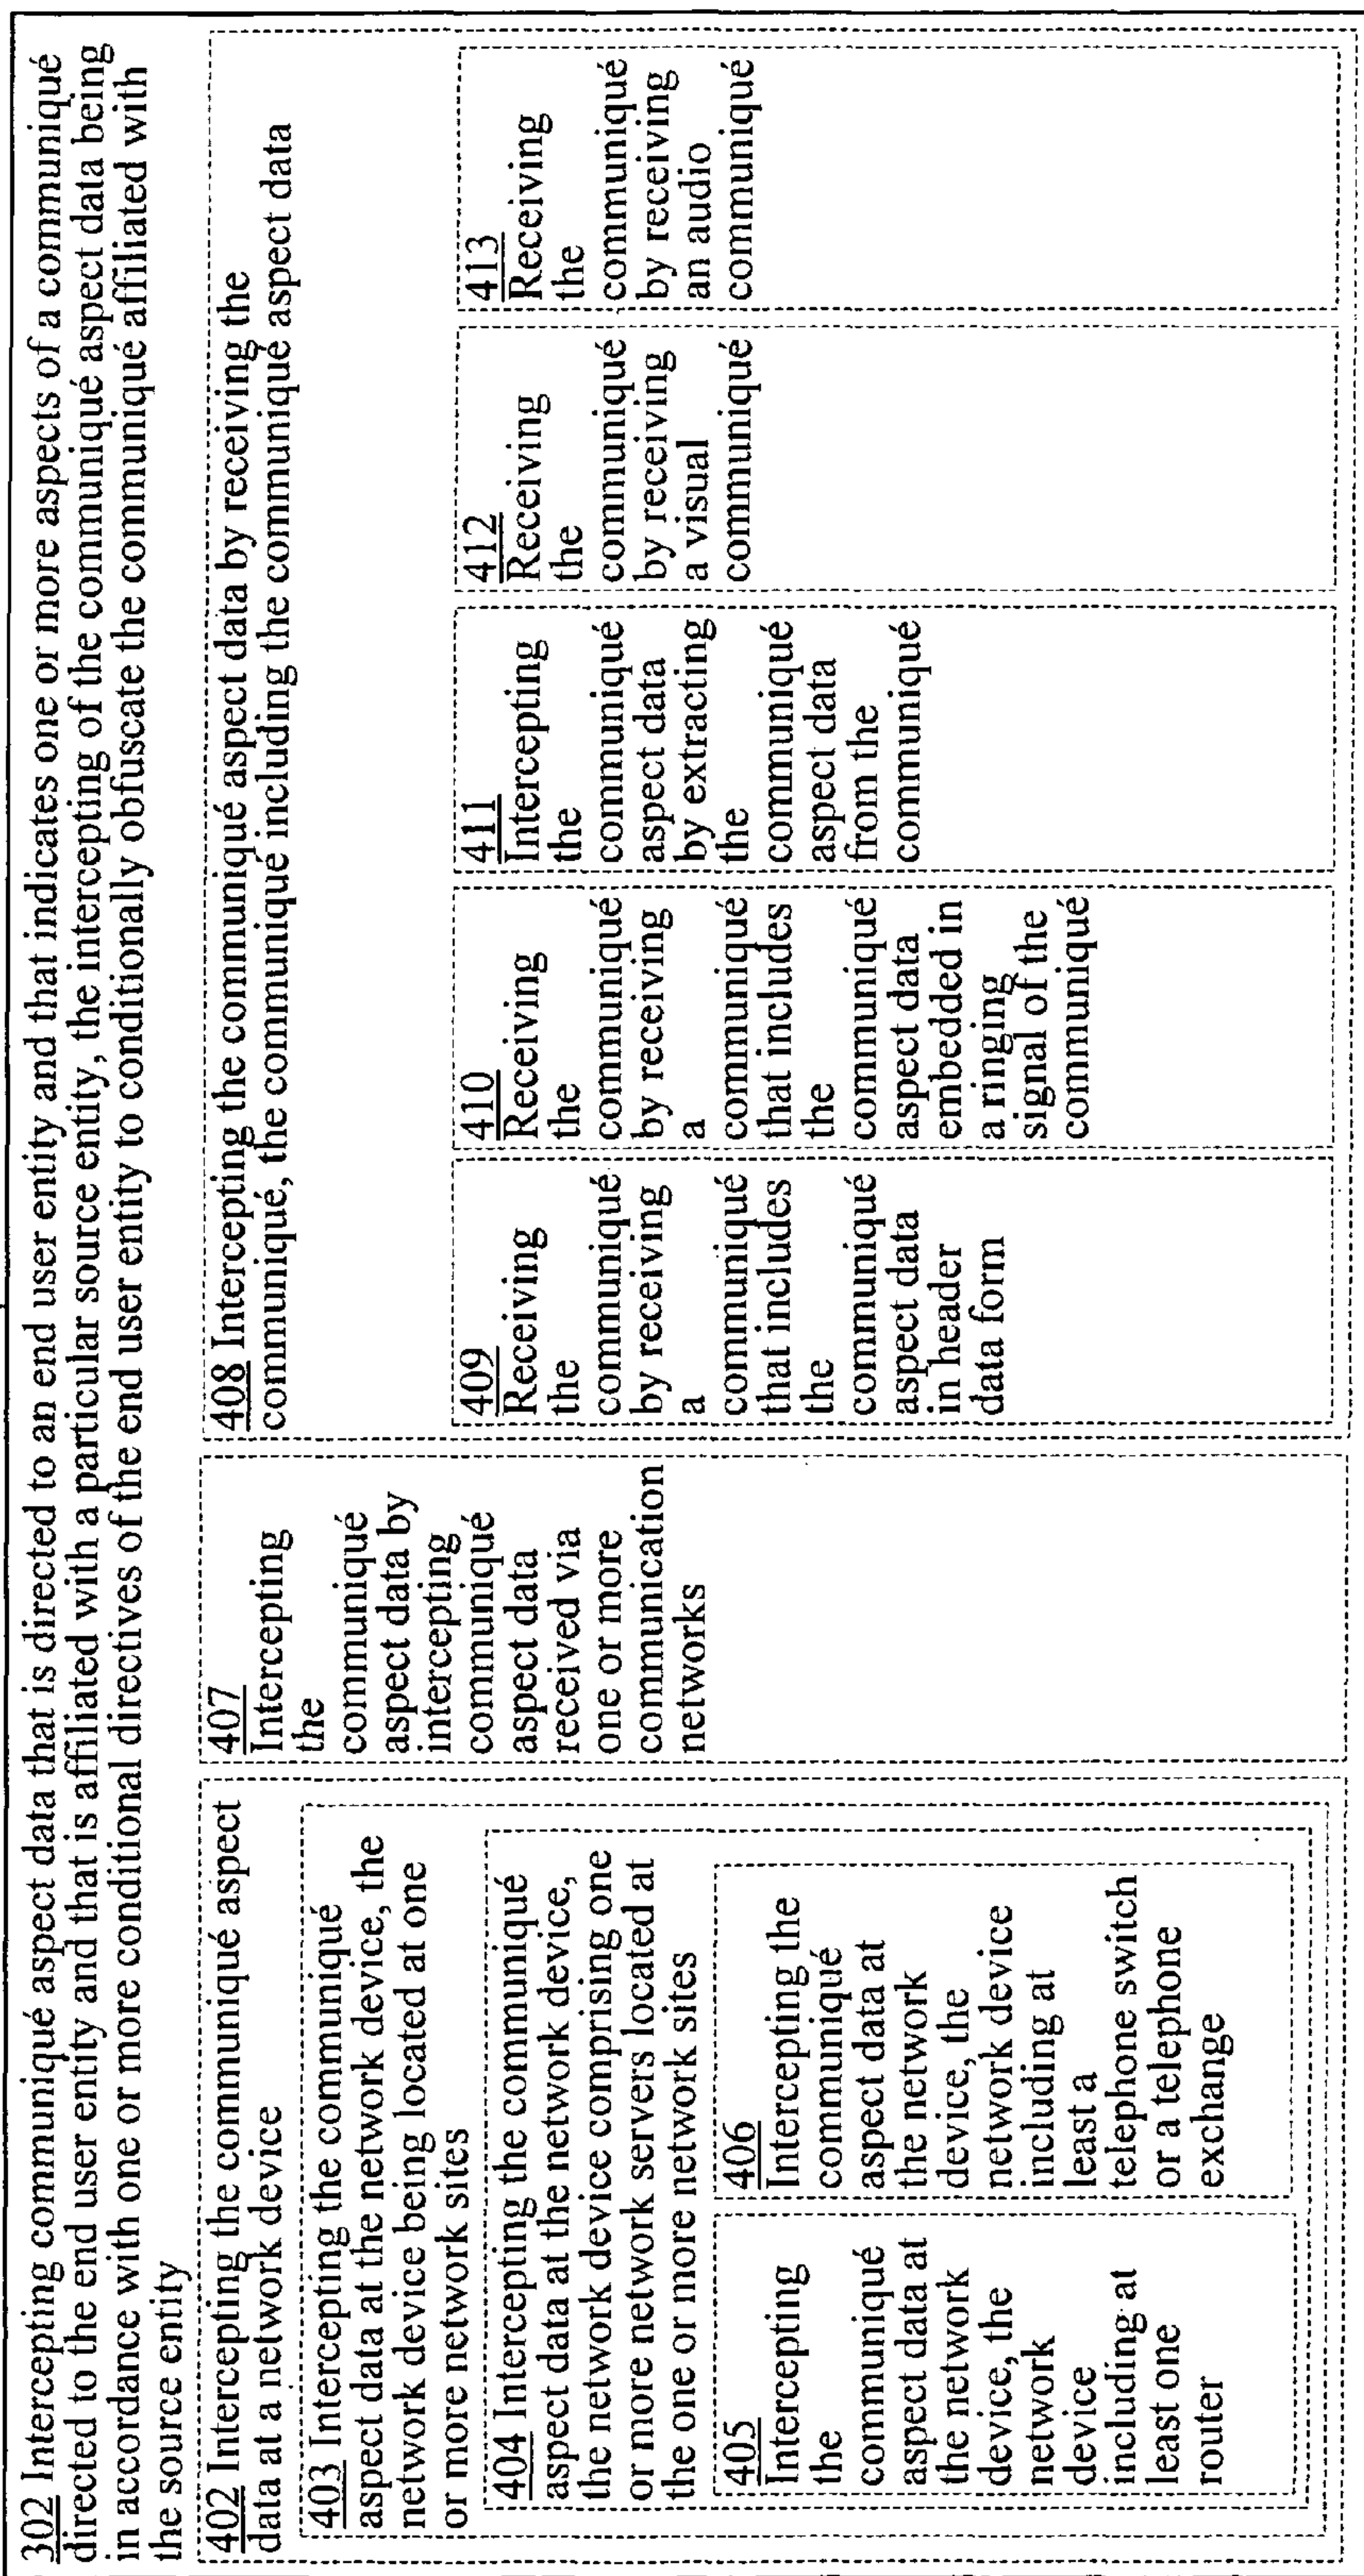 302 Intercepting communiqué aspect data that is directed to an end user entity and that indicates one or more aspects of a communiqué
directed to the end user entity and that is affiliated with a particular source entity, the intercepting of the communiqué aspect data being
in accordance with one or more conditional directives of the end user entity to conditionally obfuscate the communiqué affiliated with
the source entity
402 Intercepting the communiqué aspect
data at a network device
403 Intercepting the communiqué
aspect data at the network device, the
network device being located at one
or more network sites
404 Intercepting the communiqué
aspect data at the network device,
the network device comprising one
or more network servers located at
the one or more network sites
405
Intercepting
the
communiqué
aspect data at
the network
device, the
network
device
including at
least one
router
406
Intercepting the
communiqué
aspect data at
the network
device, the
network device
including at
least a
telephone switch
or a telephone
exchange
407
Intercepting
the
communiqué
aspect data by
intercepting
communiqué
aspect data
received via
one or more
communication
networks
408 Intercepting the communiqué aspect data by receiving the
communiqué, the communiqué including the communiqué aspect data
409
Receiving
the
communiqué
by receiving
a
communiqué
that includes
the
communiqué
aspect data
in header
data form
410
Receiving
the
communiqué
by receiving
a
communiqué
that includes
the
communiqué
aspect data
embedded in
a ringing
signal of the
communiqué
411
Intercepting
the
communiqué
aspect data
by extracting
the
communiqué
aspect data
from the
communiqué
412
Receiving
the
communiqué
by receiving
a visual
communiqué
413
Receiving
the
communiqué
by receiving
an audio
communiqué